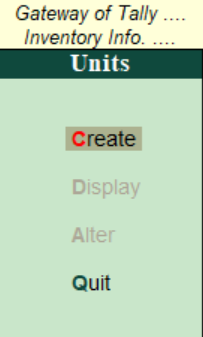 Gateway of Tally ....
Inventory Info. ....
Units
Create
Display
Alter
Quit